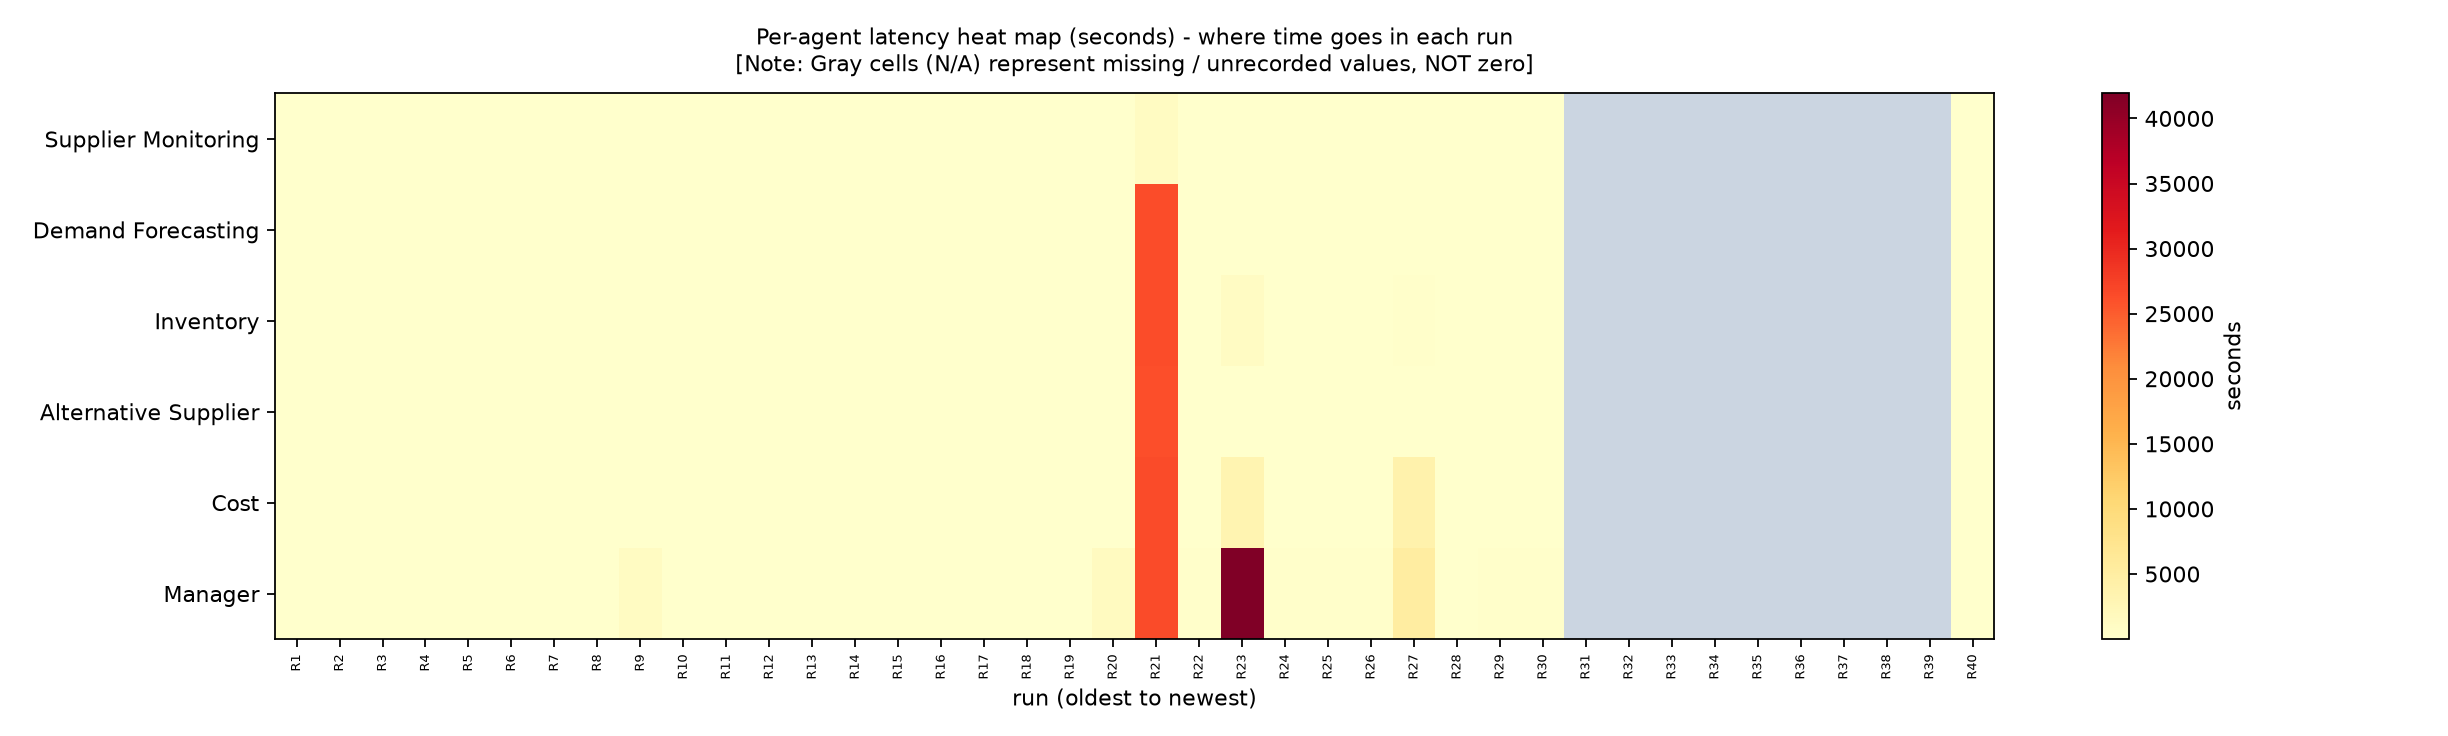 Per-agent latency heat map (seconds) - where time goes in each run
[Note: Gray cells (N/A) represent missing / unrecorded values, NOT zero]
Supplier Monitoring
Demand Forecasting
Inventory
Alternative Supplier
Cost
Manager
R1 R2 R3 R4 R5 R6 R7 R8 R9 R10 R11 R12 R13 R14 R15 R16 R17 R18 R19 R20 R21 R22 R23 R24 R25 R26 R27 R28 R29 R30 R31 R32 R33 R34 R35 R36 R37 R38 R39 R40
run (oldest to newest)
40000
35000
30000
25000
20000
15000
10000
5000
seconds